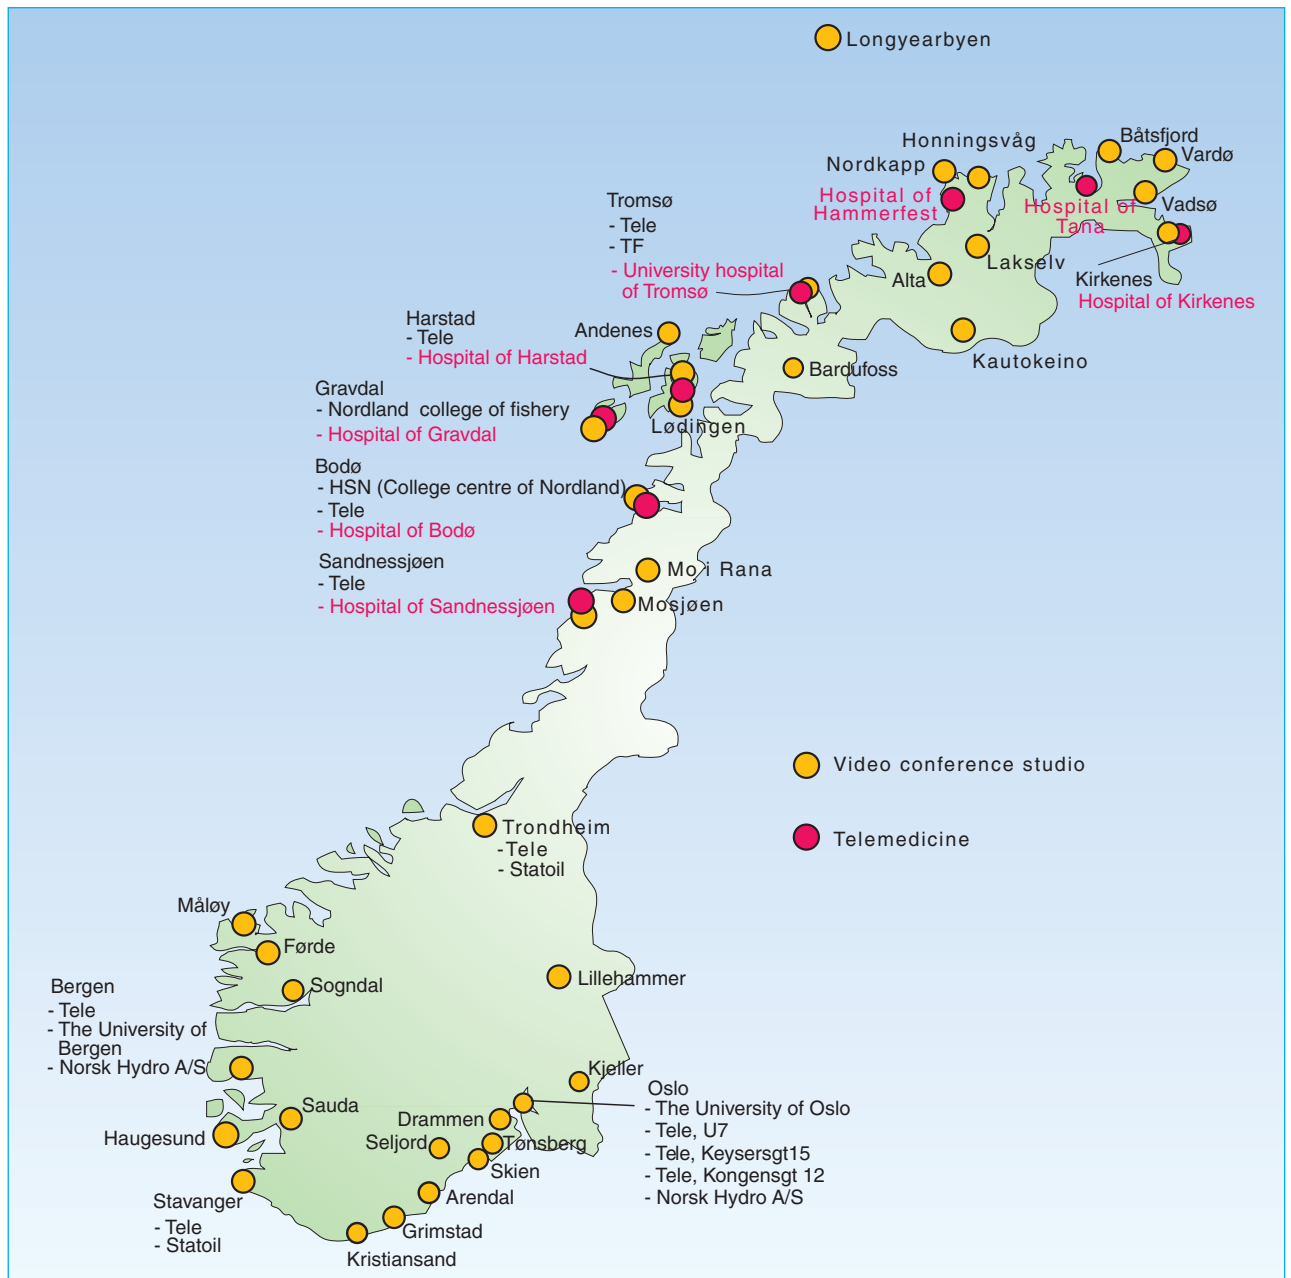 Longyearbyen
Honningsvåg
Båtsfjord
Vardø
Nordkapp
Hospital of
Hammerfest
Hospital of
Tana
Vadsø
Tromsø
- Tele
- TF
- University hospital
of Tromsø
Lakselv
Alta
Kirkenes
Hospital of Kirkenes
Harstad
- Tele
- Hospital of Harstad
Andenes
Kautokeino
Bardufoss
Gravdal
- Nordland college of fishery
- Hospital of Gravdal
Lødingen
Bodø
- HSN (College centre of Nordland)
- Tele
- Hospital of Bodø
Sandnessjøen
- Tele
- Hospital of Sandnessjøen
Mo i Rana
Mosjøen
Video conference studio
Telemedicine
Trondheim
- Tele
- Statoil
Måløy
Førde
Sogndal
Lillehammer
Bergen
- Tele
- The University of
Bergen
- Norsk Hydro A/S
Kjeller
Oslo
- The University of Oslo
- Tele, U7
- Tele, Keysersgt15
- Tele, Kongensgt 12
- Norsk Hydro A/S
Sauda
Drammen
Haugesund
Seljord
Tønsberg
Skien
Stavanger
- Tele
- Statoil
Arendal
Grimstad
Kristiansand